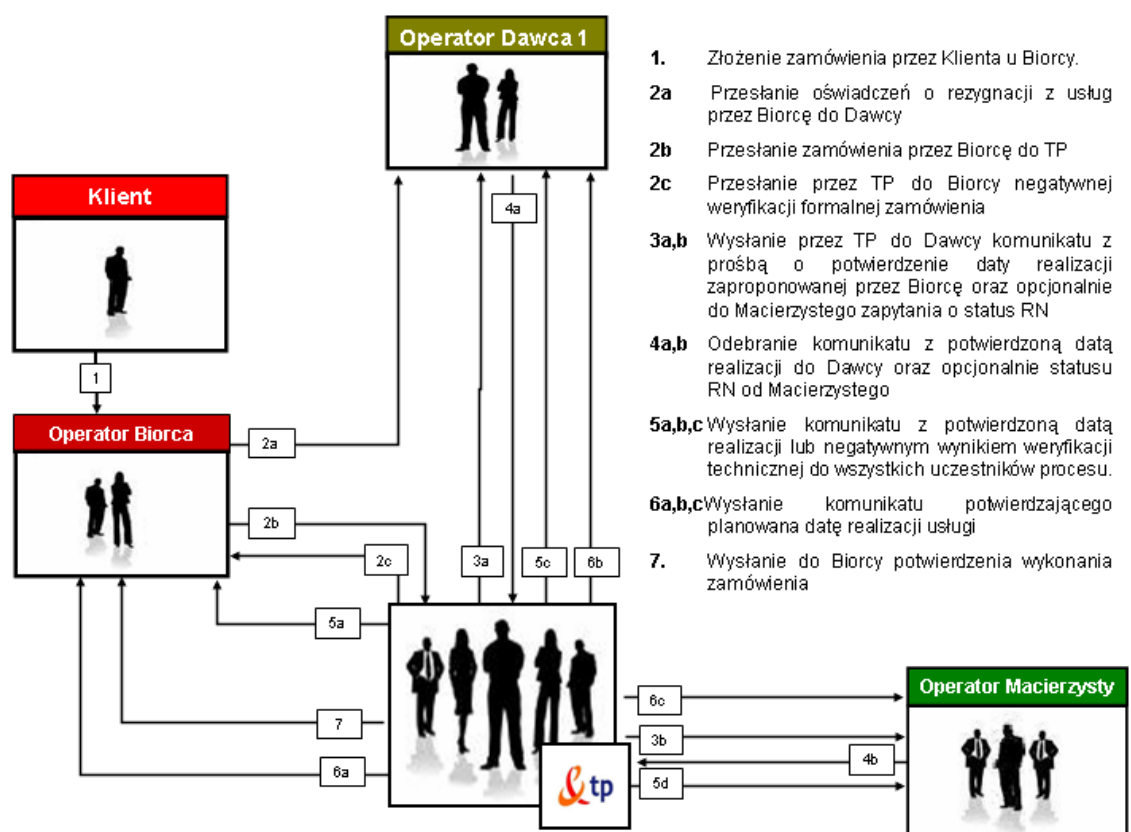 Operator Dawca 1
1. Złożenie zamówienia przez Klienta u Biorcy.
2a Przesłanie oświadczeń o rezygnacji z usług
przez Biorcę do Dawcy
2b Przesłanie zamówienia przez Biorcę do TP
2c Przesłanie przez TP do Biorcy negatywnej
weryfikacji formalnej zamówienia
3a,b Wysłanie przez TP do Dawcy komunikatu z
prośbą o potwierdzenie daty realizacji
zaproponowanej przez Biorcę oraz opcjonalnie
do Macierzystego zapytania o status RN
4a,b Odebranie komunikatu z potwierdzoną datą
realizacji do Dawcy oraz opcjonalnie statusu
RN od Macierzystego
5a,b,c Wysłanie komunikatu z potwierdzoną datą
realizacji lub negatywnym wynikiem weryfikacji
technicznej do wszystkich uczestników procesu.
6a,b,cWysłanie komunikatu potwierdzającego
planowana datę realizacji usługi
7. Wysłanie do Biorcy potwierdzenia wykonania
zamówienia
Klient
4a
1
Operator Biorca
2a
2b
2c
3a
5c
6b
5a
7
6a
tp
6c
3b
4b
5d
Operator Macierzysty